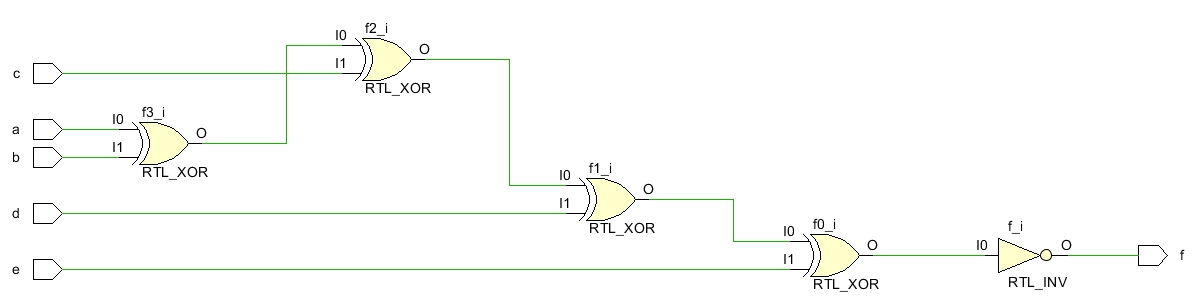 f2_i
I0 O
c I1
RTL_XOR
f3_i
a I0 O
b I1
RTL_XOR
f1_i
I0 O
d I1
RTL_XOR
f0_i f_i
I0 O I0 O f
e I1
RTL_XOR RTL_INV